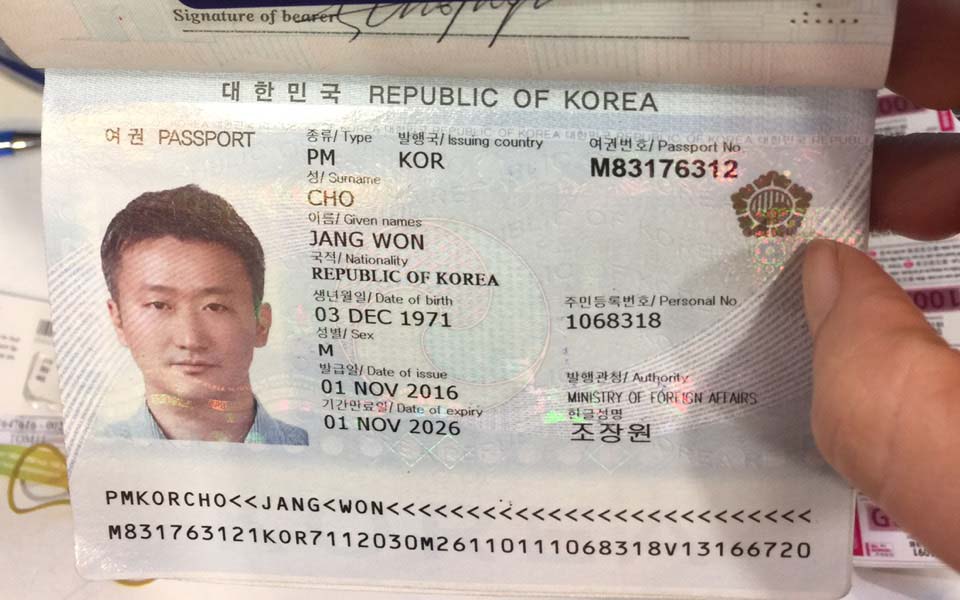 Signature of bearer
대한민국 REPUBLIC OF KOREA
여권 PASSPORT
종류/ Type 발행국/ Issuing country 여권번호/ Passport No.
PM KOR M83176312
성/ Surname
CHO
이름/ Given names
JANG WON
국적/ Nationality
REPUBLIC OF KOREA
생년월일/ Date of birth 주민등록번호/ Personal No.
03 DEC 1971 1068318
성별/ Sex
M
발급일/ Date of issue 발행관청/ Authority
01 NOV 2016 MINISTRY OF FOREIGN AFFAIRS
기간만료일/ Date of expiry 한글성명
01 NOV 2026 조장원
PMKORCHO<<JANG<WON<<<<<<<<<<<<<<<<<<<<<<<<<<
M831763121KOR7112030M26110111068318V13166720